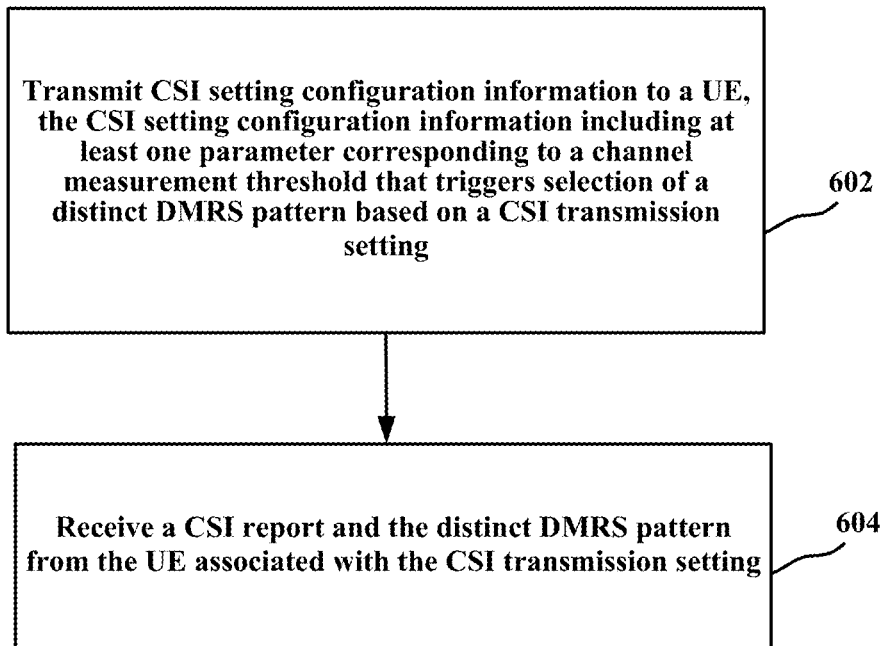 Transmit CSI setting configuration information to a UE,
the CSI setting configuration information including at
least one parameter corresponding to a channel
measurement threshold that triggers selection of a
distinct DMRS pattern based on a CSI transmission
setting
602
Receive a CSI report and the distinct DMRS pattern
from the UE associated with the CSI transmission setting
604